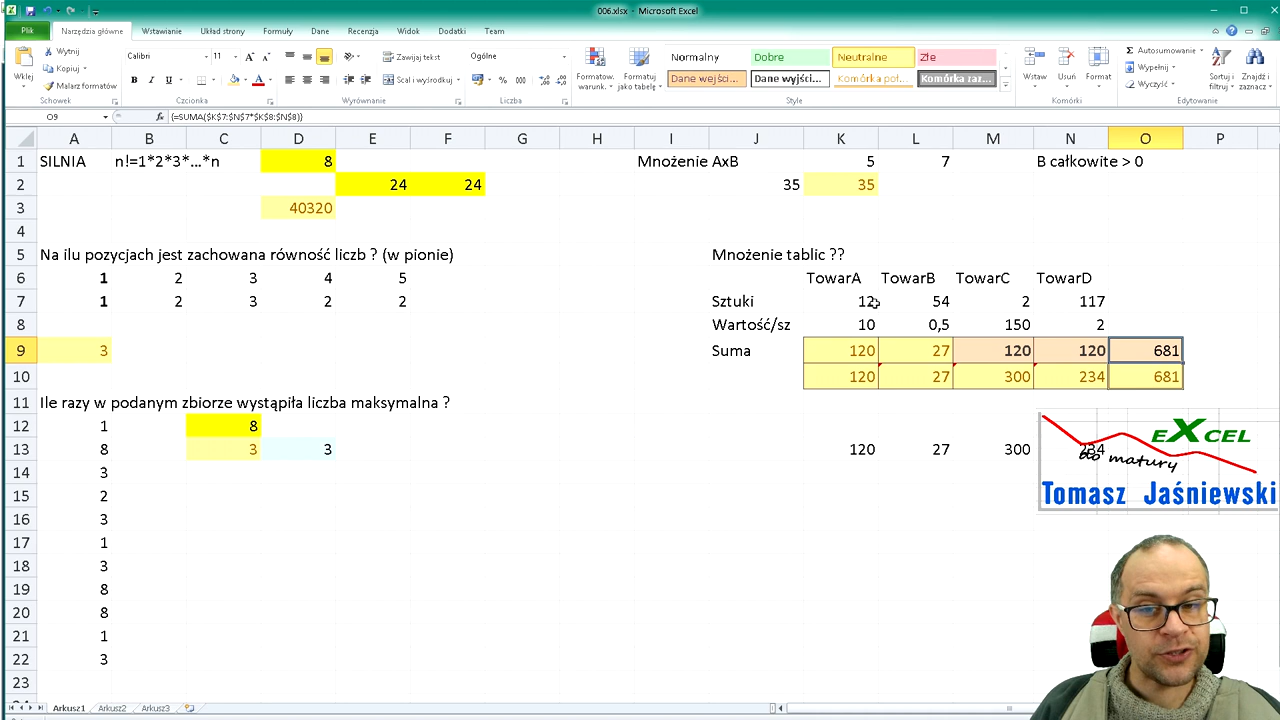 006.xlsx - Microsoft Excel
Plik Narzędzia główne Wstawianie Układ strony Formuły Dane Recenzja Widok Dodatki Team
Wklej Wytnij Kopiuj Malarz formatów Schowek
Calibri 11 B I U A A A Czcionka
Zawijaj tekst Scal i wyśrodkuj Wyrównanie
Ogólne % 000 Liczba
Formatow. warunk. Formatuj jako tabelę
Normalny Dobre Neutralne Złe
Dane wejści... Dane wyjści... Komórka poł... Komórka zar...
Style
Wstaw Usuń Format Komórki
Autosumowanie Wypełnij Wyczyść Sortuj i filtruj Znajdź i zaznacz Edytowanie
O9 fx {=SUMA($K$7:$N$7*$K$8:$N$8)}
A B C D E F G H I J K L M N O P
1 SILNIA n!=1*2*3*...*n 8 Mnożenie AxB 5 7 B całkowite > 0
2 24 24 35 35
3 40320
4
5 Na ilu pozycjach jest zachowana równość liczb ? (w pionie) Mnożenie tablic ??
6 1 2 3 4 5 TowarA TowarB TowarC TowarD
7 1 2 3 2 2 Sztuki 12 54 2 117
8 Wartość/sz 10 0,5 150 2
9 3 Suma 120 27 120 120 681
10 120 27 300 234 681
11 Ile razy w podanym zbiorze wystąpiła liczba maksymalna ?
12 1 8
13 8 3 3 120 27 300 234
14 3
15 2
16 3
17 1
18 3
19 8
20 8
21 1
22 3
23
EXCEL
do matury
Tomasz Jaśniewski
Arkusz1 Arkusz2 Arkusz3